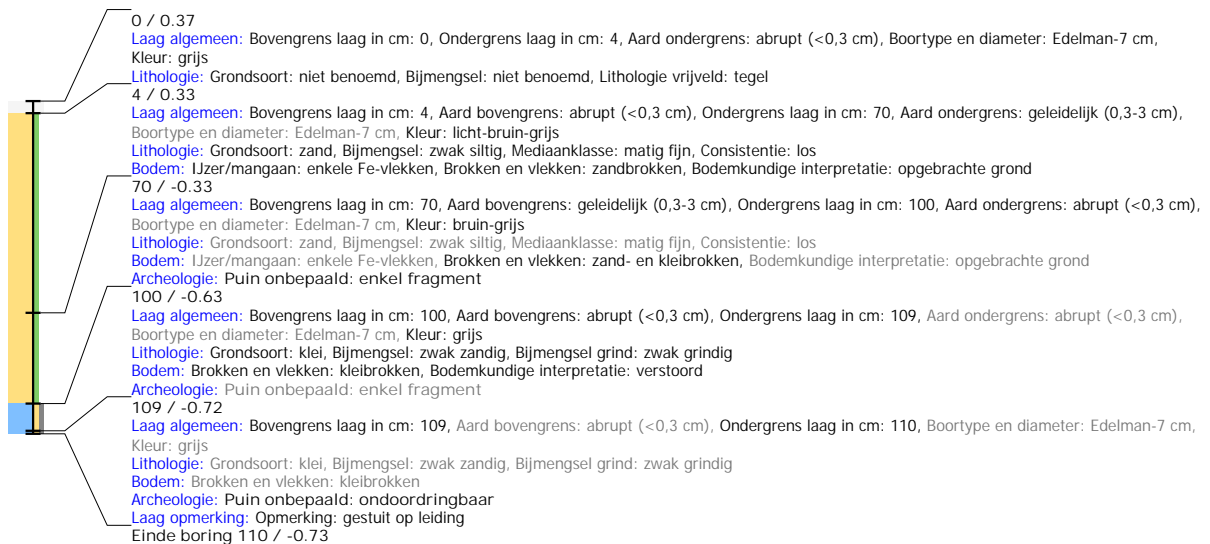 0 / 0.37
Laag algemeen: Bovengrens laag in cm: 0, Ondergrens laag in cm: 4, Aard ondergrens: abrupt (<0,3 cm), Boortype en diameter: Edelman-7 cm,
Kleur: grijs
Lithologie: Grondsoort: niet benoemd, Bijmengsel: niet benoemd, Lithologie vrijveld: tegel
4 / 0.33
Laag algemeen: Bovengrens laag in cm: 4, Aard bovengrens: abrupt (<0,3 cm), Ondergrens laag in cm: 70, Aard ondergrens: geleidelijk (0,3-3 cm),
Boortype en diameter: Edelman-7 cm, Kleur: licht-bruin-grijs
Lithologie: Grondsoort: zand, Bijmengsel: zwak siltig, Mediaanklasse: matig fijn, Consistentie: los
Bodem: IJzer/mangaan: enkele Fe-vlekken, Brokken en vlekken: zandbrokken, Bodemkundige interpretatie: opgebrachte grond
70 / -0.33
Laag algemeen: Bovengrens laag in cm: 70, Aard bovengrens: geleidelijk (0,3-3 cm), Ondergrens laag in cm: 100, Aard ondergrens: abrupt (<0,3 cm),
Boortype en diameter: Edelman-7 cm, Kleur: bruin-grijs
Lithologie: Grondsoort: zand, Bijmengsel: zwak siltig, Mediaanklasse: matig fijn, Consistentie: los
Bodem: IJzer/mangaan: enkele Fe-vlekken, Brokken en vlekken: zand- en kleibrokken, Bodemkundige interpretatie: opgebrachte grond
Archeologie: Puin onbepaald: enkel fragment
100 / -0.63
Laag algemeen: Bovengrens laag in cm: 100, Aard bovengrens: abrupt (<0,3 cm), Ondergrens laag in cm: 109, Aard ondergrens: abrupt (<0,3 cm),
Boortype en diameter: Edelman-7 cm, Kleur: grijs
Lithologie: Grondsoort: klei, Bijmengsel: zwak zandig, Bijmengsel grind: zwak grindig
Bodem: Brokken en vlekken: kleibrokken, Bodemkundige interpretatie: verstoord
Archeologie: Puin onbepaald: enkel fragment
109 / -0.72
Laag algemeen: Bovengrens laag in cm: 109, Aard bovengrens: abrupt (<0,3 cm), Ondergrens laag in cm: 110, Boortype en diameter: Edelman-7 cm,
Kleur: grijs
Lithologie: Grondsoort: klei, Bijmengsel: zwak zandig, Bijmengsel grind: zwak grindig
Bodem: Brokken en vlekken: kleibrokken
Archeologie: Puin onbepaald: ondoordringbaar
Laag opmerking: Opmerking: gestuit op leiding
Einde boring 110 / -0.73